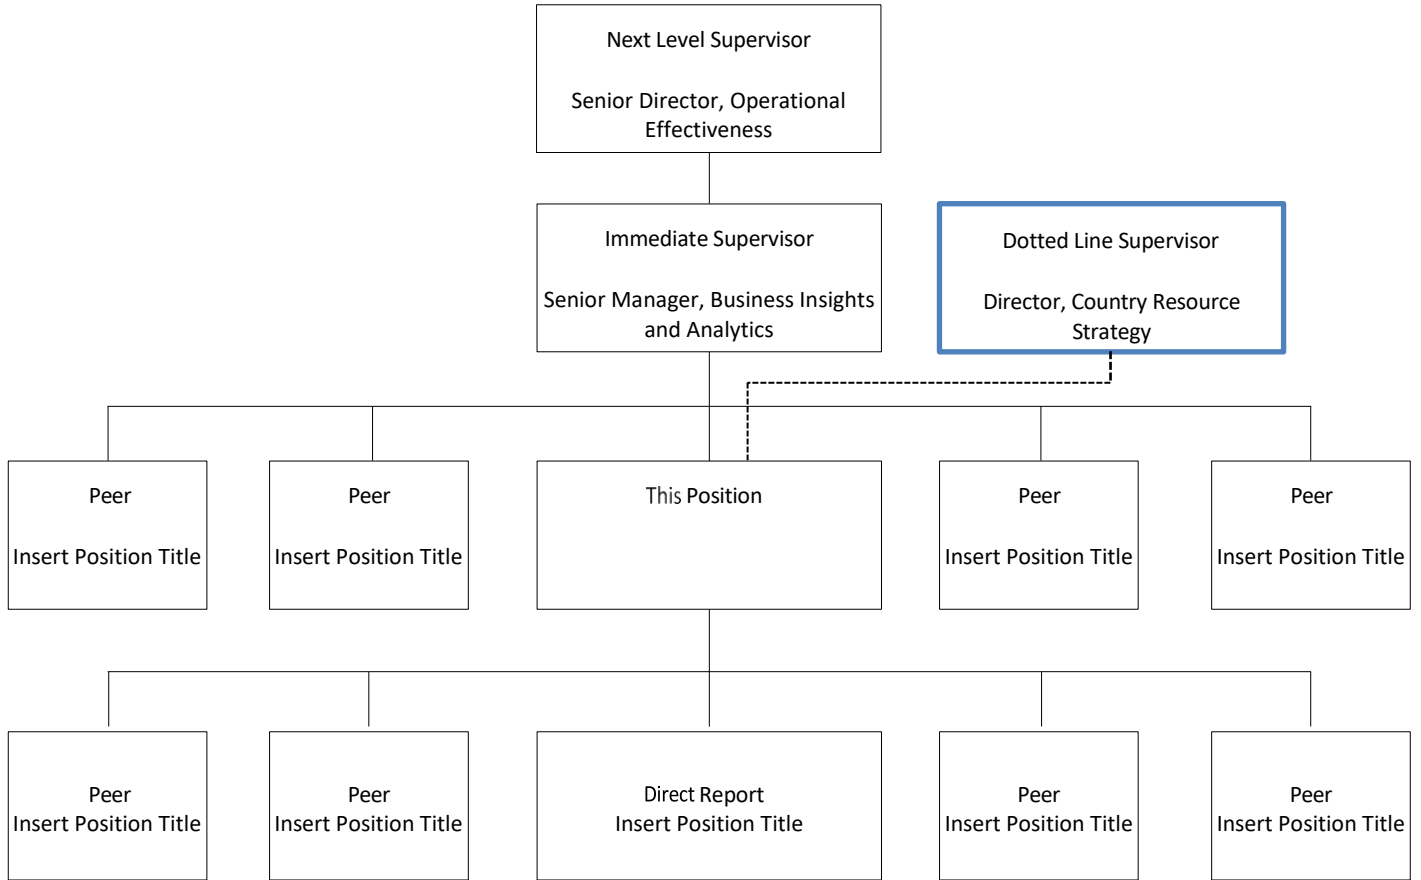 Next Level Supervisor
Senior Director, Operational
Effectiveness
Immediate Supervisor
Senior Manager, Business Insights
and Analytics
Dotted Line Supervisor
Director, Country Resource
Strategy
Peer
Insert Position Title
Peer
Insert Position Title
This Position
Peer
Insert Position Title
Peer
Insert Position Title
Peer
Insert Position Title
Peer
Insert Position Title
Direct Report
Insert Position Title
Peer
Insert Position Title
Peer
Insert Position Title